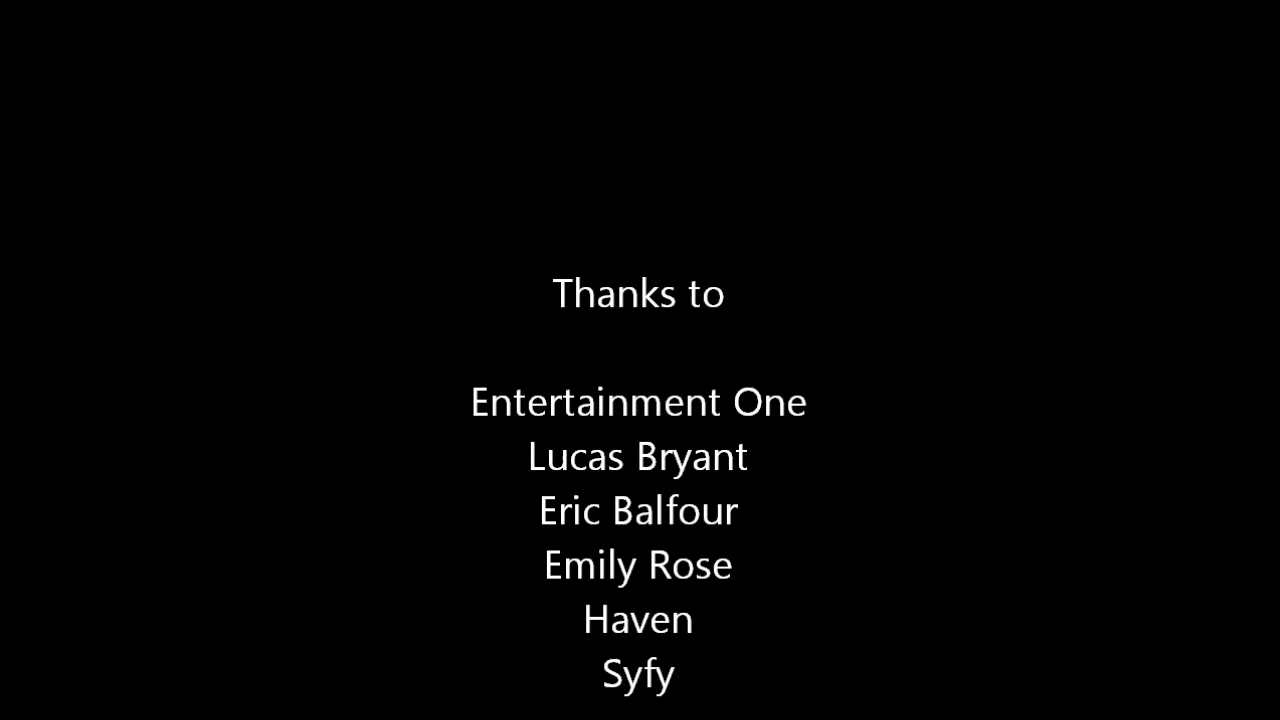 Thanks to
Entertainment One
Lucas Bryant
Eric Balfour
Emily Rose
Haven
Syfy